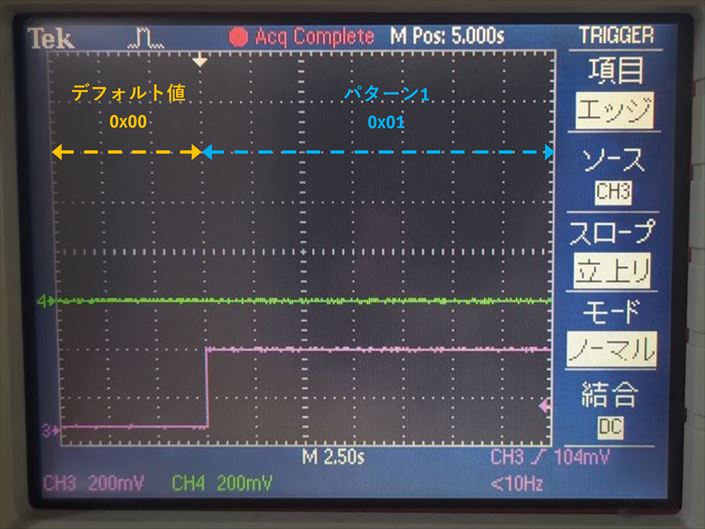 Tek Acq Complete M Pos: 5.000s TRIGGER
デフォルト値
0x00
パターン1
0x01
項目
エッジ
ソース
CH3
スロープ
立上り
モード
ノーマル
結合
DC
4
3
M 2.50s
CH3 200mV CH4 200mV CH3 104mV
<10Hz